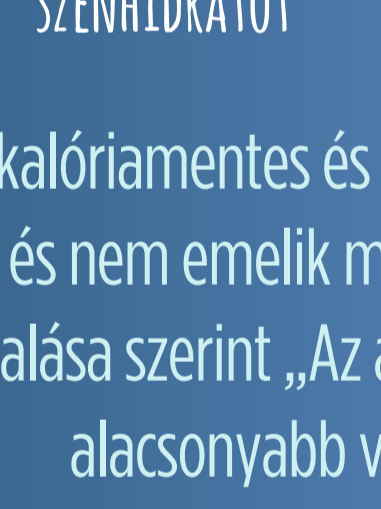 SZÉNHIDRÁTOT
kalóriamentes és
és nem emelik m
alása szerint „Az a
alacsonyabb v